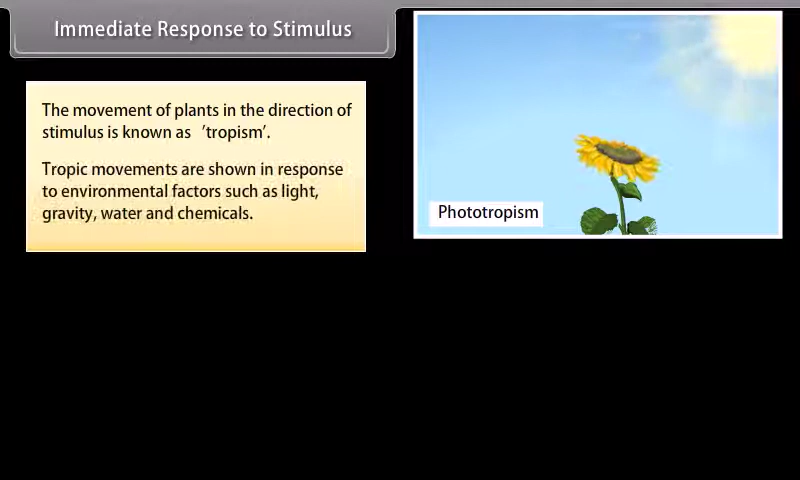 Immediate Response to Stimulus
The movement of plants in the direction of
stimulus is known as 'tropism'.
Tropic movements are shown in response
to environmental factors such as light,
gravity, water and chemicals.
Phototropism